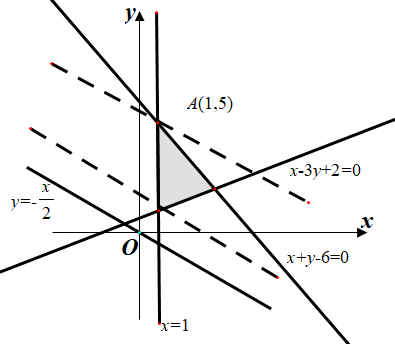 y
A(1,5)
x-3y+2=0
y=-x/2
x
O
x+y-6=0
x=1